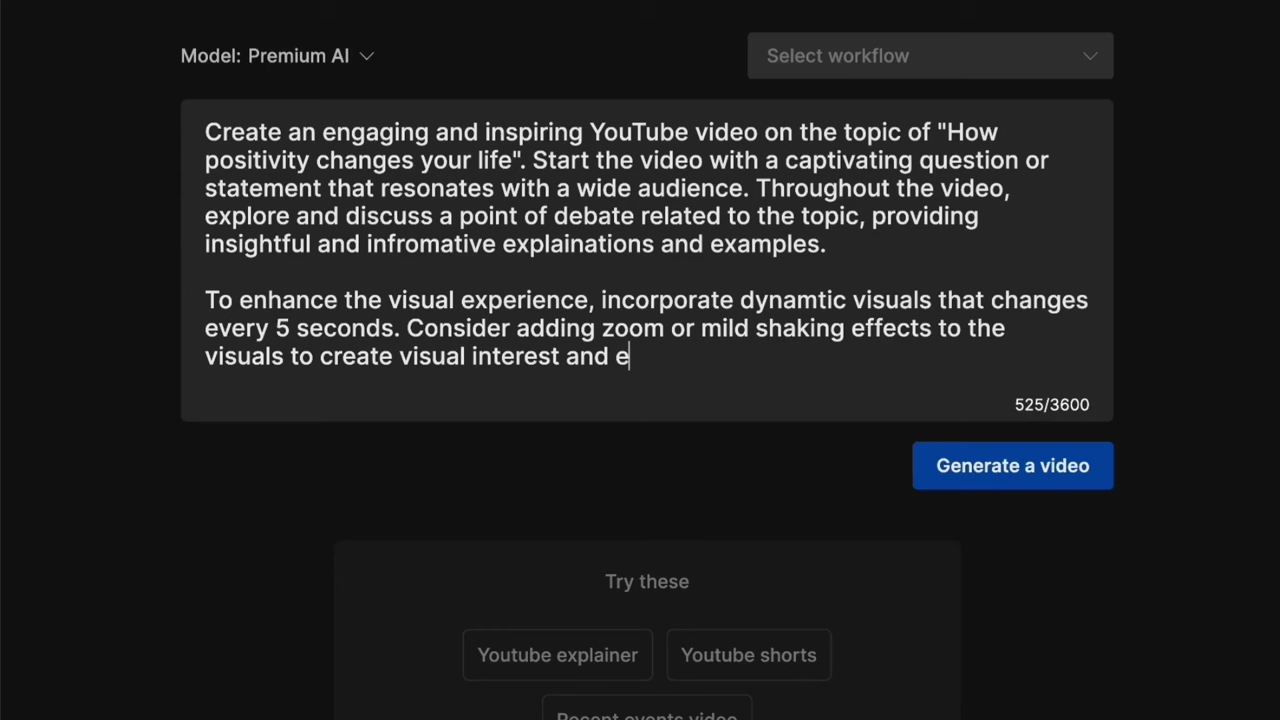 Model: Premium AI
Select workflow
Create an engaging and inspiring YouTube video on the topic of "How
positivity changes your life". Start the video with a captivating question or
statement that resonates with a wide audience. Throughout the video,
explore and discuss a point of debate related to the topic, providing
insightful and infromative explainations and examples.
To enhance the visual experience, incorporate dynamtic visuals that changes
every 5 seconds. Consider adding zoom or mild shaking effects to the
visuals to create visual interest and e
525/3600
Generate a video
Try these
Youtube explainer
Youtube shorts
Recent events video